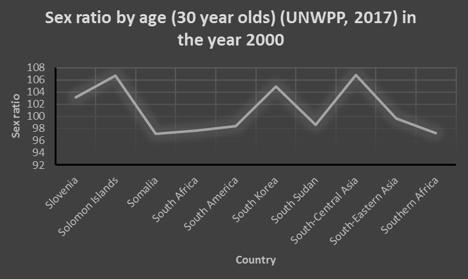 Sex ratio by age (30 year olds) (UNWPP, 2017) in
the year 2000
Sex ratio
108
106
104
102
100
98
96
94
92
Slovenia
Solomon Islands
Somalia
South Africa
South America
South Korea
South Sudan
South-Central Asia
South-Eastern Asia
Southern Africa
Country